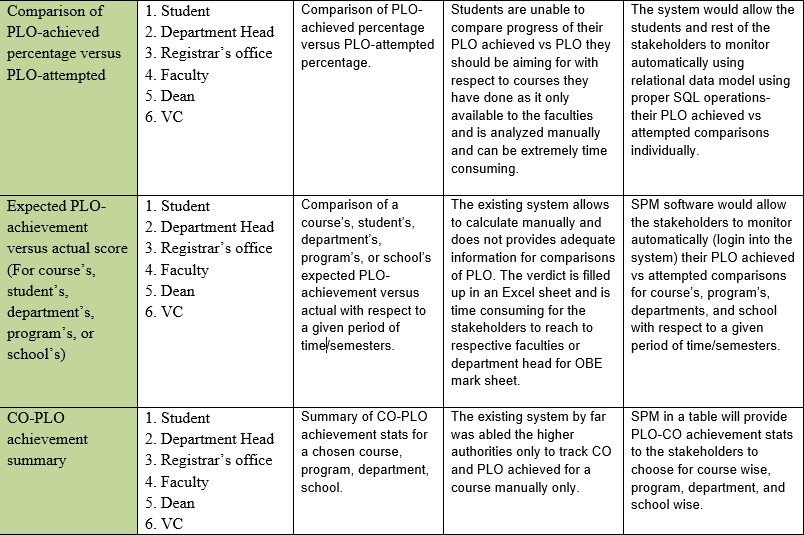 Comparison of
PLO-achieved
percentage versus
PLO-attempted
1. Student
2. Department Head
3. Registrar's office
4. Faculty
5. Dean
6. VC
Comparison of PLO-
achieved percentage
versus PLO-attempted
percentage.
Students are unable to
compare progress of their
PLO achieved vs PLO they
should be aiming for with
respect to courses they
have done as it only
available to the faculties
and is analyzed manually
and can be extremely time
consuming.
The system would allow the
students and rest of the
stakeholders to monitor
automatically using
relational data model using
proper SQL operations-
their PLO achieved vs
attempted comparisons
individually.
Expected PLO-
achievement
versus actual score
(For course's,
student's,
department's,
program's, or
school's)
1. Student
2. Department Head
3. Registrar's office
4. Faculty
5. Dean
6. VC
Comparison of a
course's, student's,
department's,
program's, or school's
expected PLO-
achievement versus
actual with respect to
a given period of
time/semesters.
The existing system allows
to calculate manually and
does not provides adequate
information for comparisons
of PLO. The verdict is filled
up in an Excel sheet and is
time consuming for the
stakeholders to reach to
respective faculties or
department head for OBE
mark sheet.
SPM software would allow
the stakeholders to monitor
automatically (login into the
system) their PLO achieved
vs attempted comparisons
for course's, program's,
departments, and school
with respect to a given
period of time/semesters.
CO-PLO
achievement
summary
1. Student
2. Department Head
3. Registrar's office
4. Faculty
5. Dean
6. VC
Summary of CO-PLO
achievement stats for
a chosen course,
program, department,
school.
The existing system by far
was abled the higher
authorities only to track CO
and PLO achieved for a
course manually only.
SPM in a table will provide
PLO-CO achievement stats
to the stakeholders to
choose for course wise,
program, department, and
school wise.